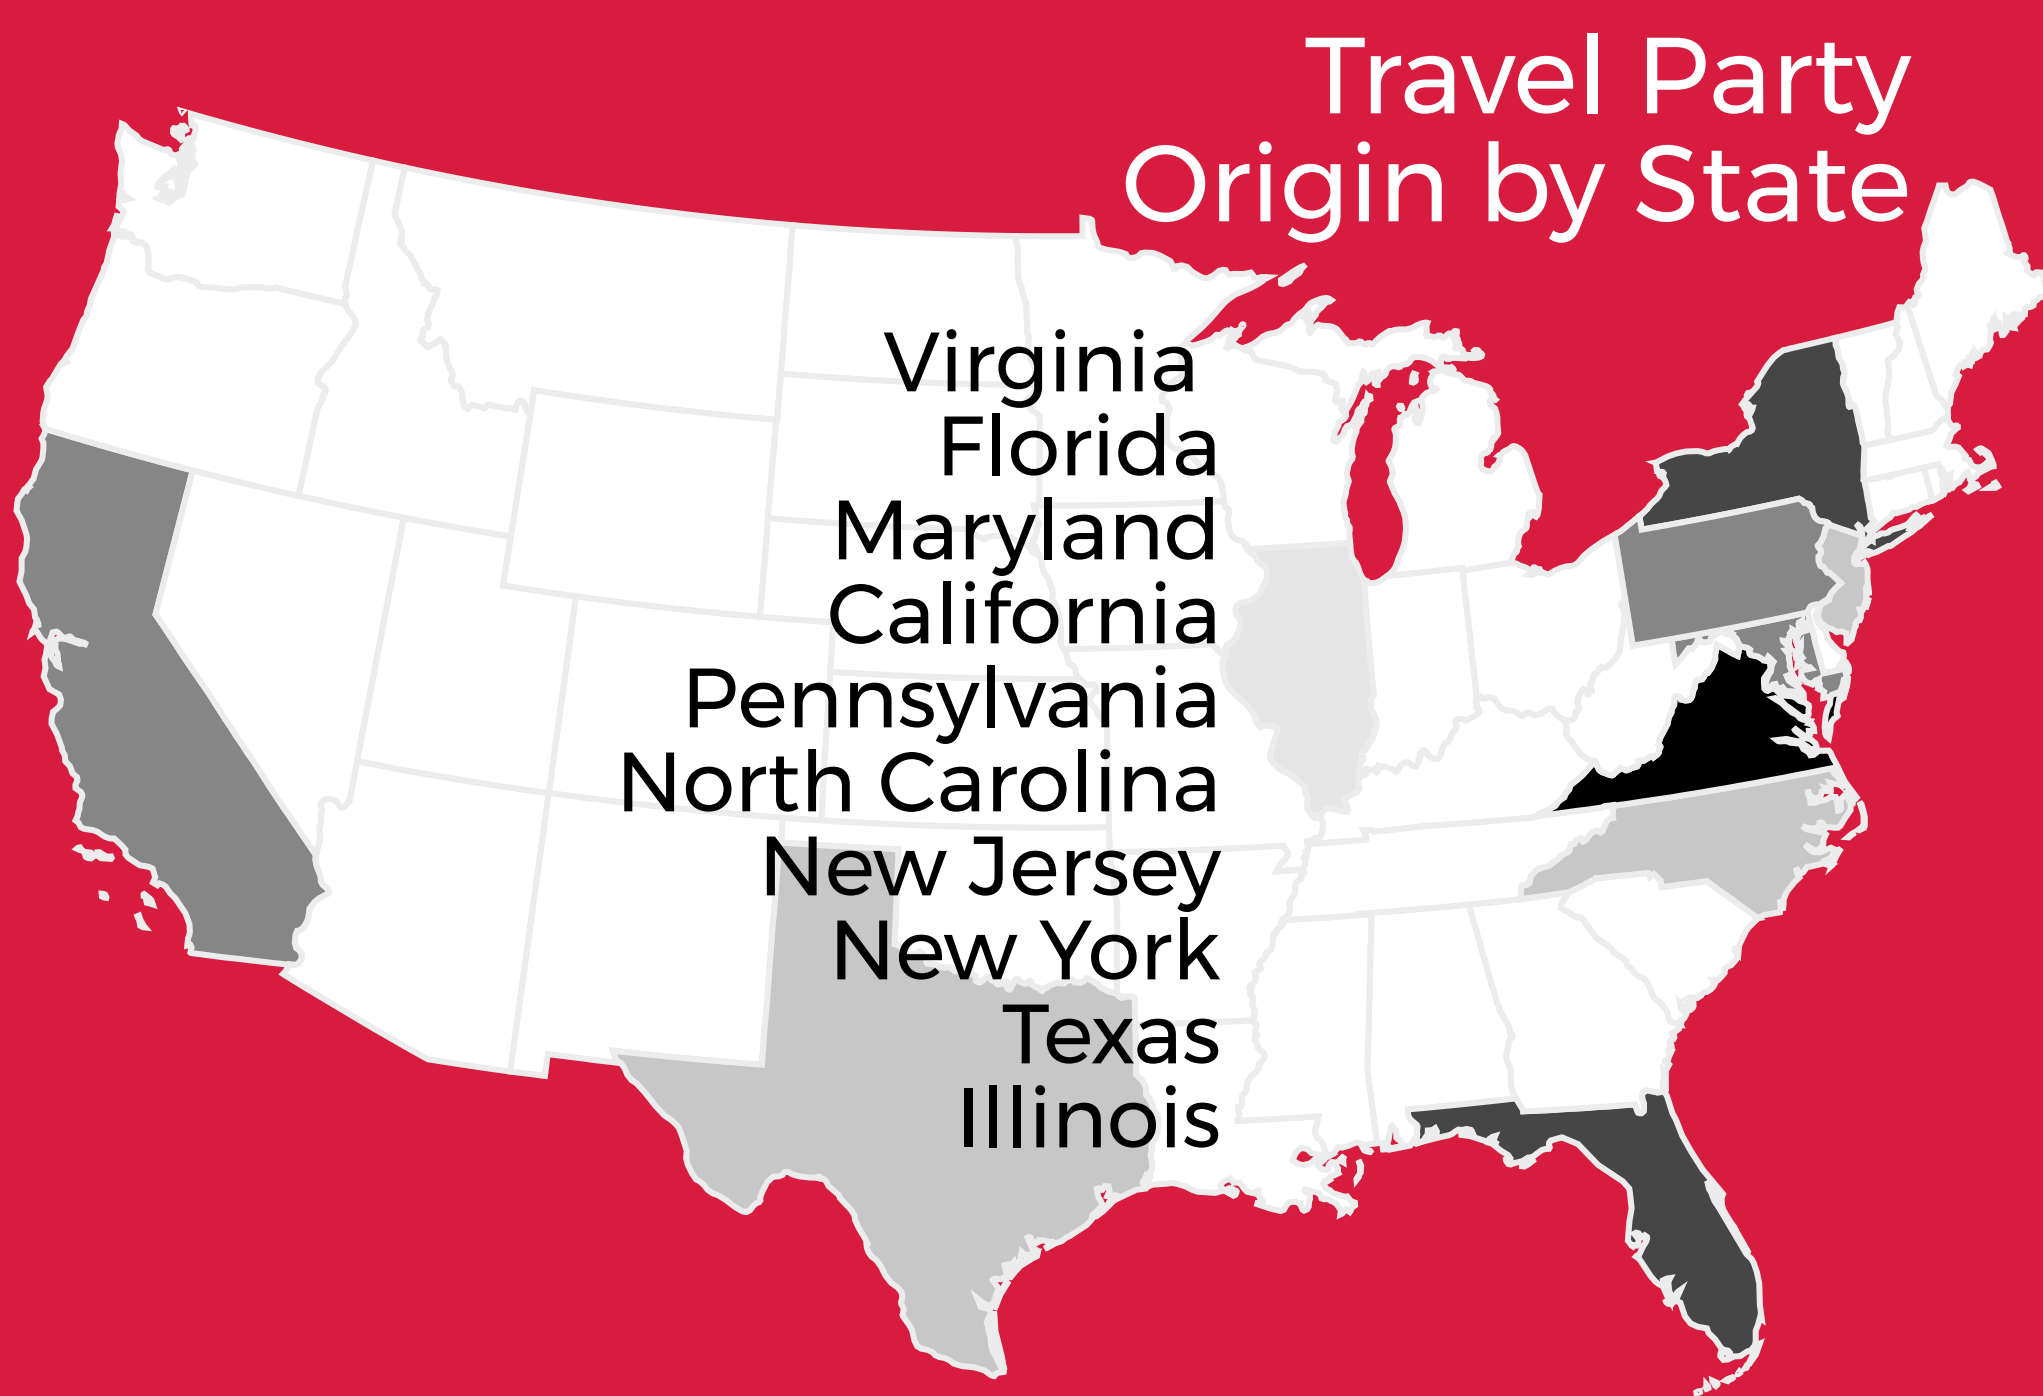 Travel Party
Origin by State
Virginia
Florida
Maryland
California
Pennsylvania
North Carolina
New Jersey
New York
Texas
Illinois